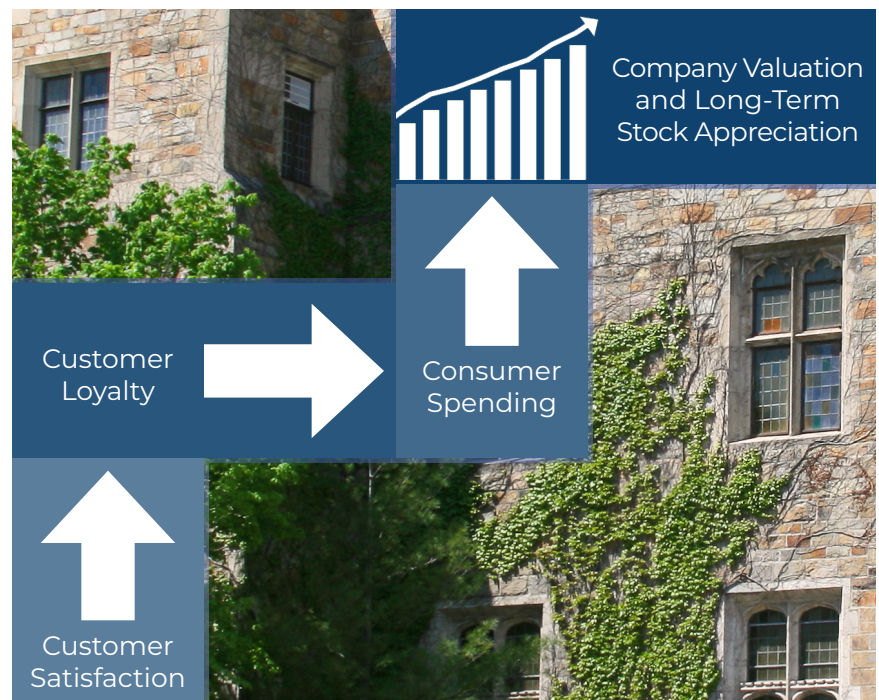 Company Valuation
and Long-Term
Stock Appreciation
Customer
Loyalty
Consumer
Spending
Customer
Satisfaction